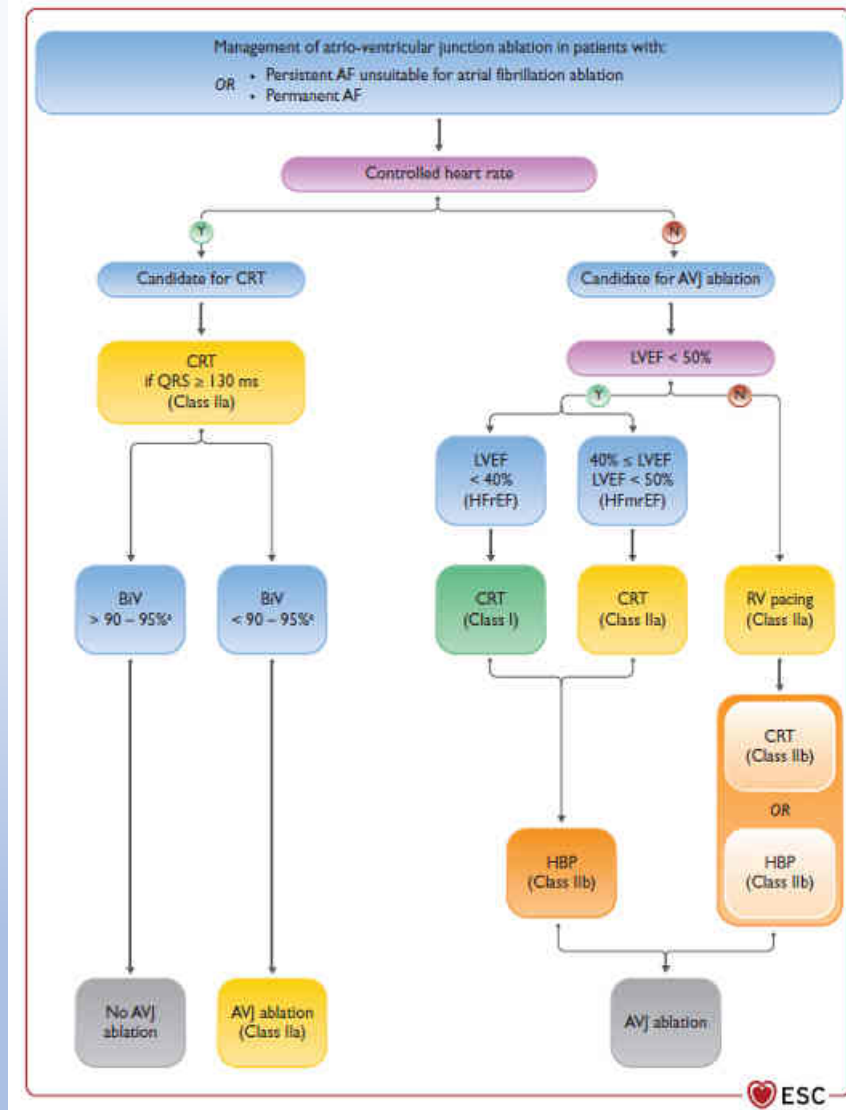 Management of atrio-ventricular junction ablation in patients with:
OR
• Persistent AF unsuitable for atrial fibrillation ablation
• Permanent AF
Controlled heart rate
Y
N
Candidate for CRT
Candidate for AVJ ablation
CRT
if QRS ≥ 130 ms
(Class IIa)
LVEF < 50%
Y
N
LVEF
< 40%
(HFrEF)
40% ≤ LVEF
LVEF < 50%
(HFmrEF)
BiV
> 90 – 95%ᵃ
BiV
< 90 – 95%ᵃ
CRT
(Class I)
CRT
(Class IIa)
RV pacing
(Class IIa)
CRT
(Class IIb)
OR
HBP
(Class IIb)
HBP
(Class IIb)
No AVJ
ablation
AVJ ablation
(Class IIa)
AVJ ablation
ESC